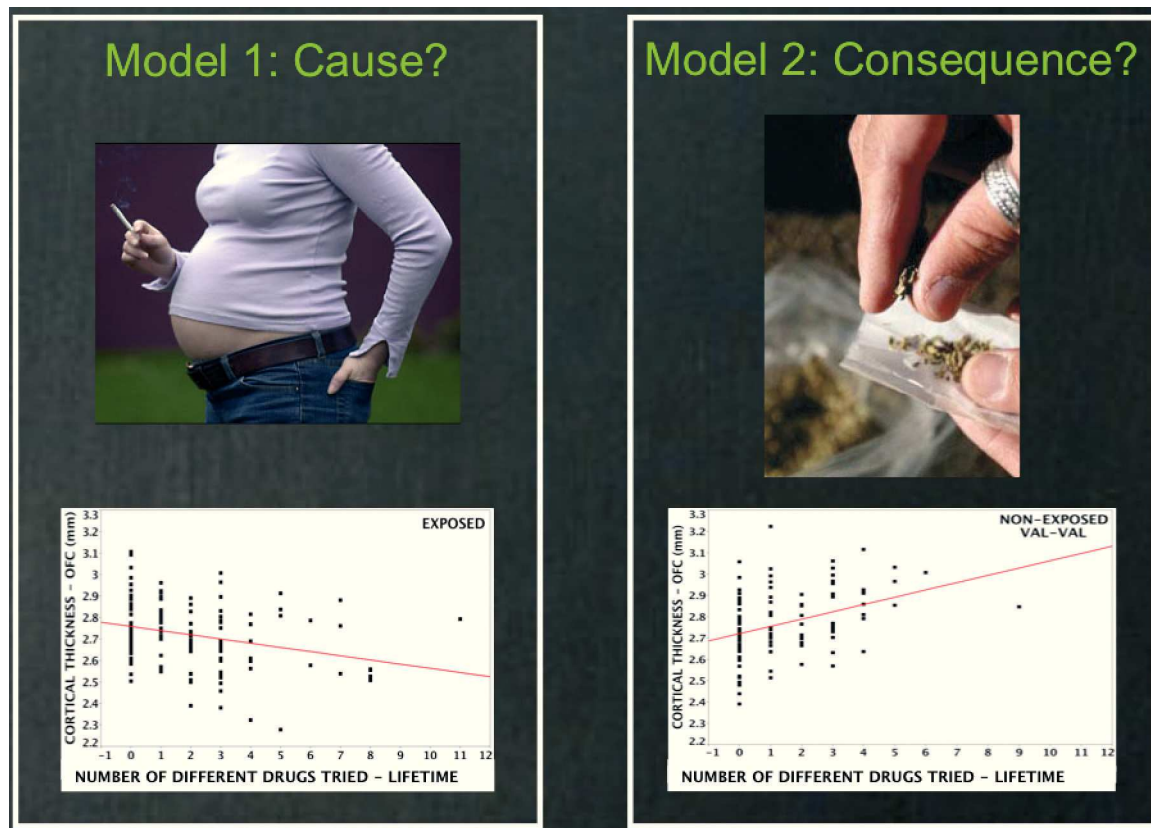 Model 1: Cause?
EXPOSED
CORTICAL THICKNESS – OFC (mm)
3.3
3.2
3.1
3
2.9
2.8
2.7
2.6
2.5
2.4
2.3
2.2
–1 0 1 2 3 4 5 6 7 8 9 10 11 12
NUMBER OF DIFFERENT DRUGS TRIED – LIFETIME
Model 2: Consequence?
NON–EXPOSED
VAL–VAL
CORTICAL THICKNESS – OFC (mm)
3.3
3.2
3.1
3
2.9
2.8
2.7
2.6
2.5
2.4
2.3
2.2
–1 0 1 2 3 4 5 6 7 8 9 10 11 12
NUMBER OF DIFFERENT DRUGS TRIED – LIFETIME